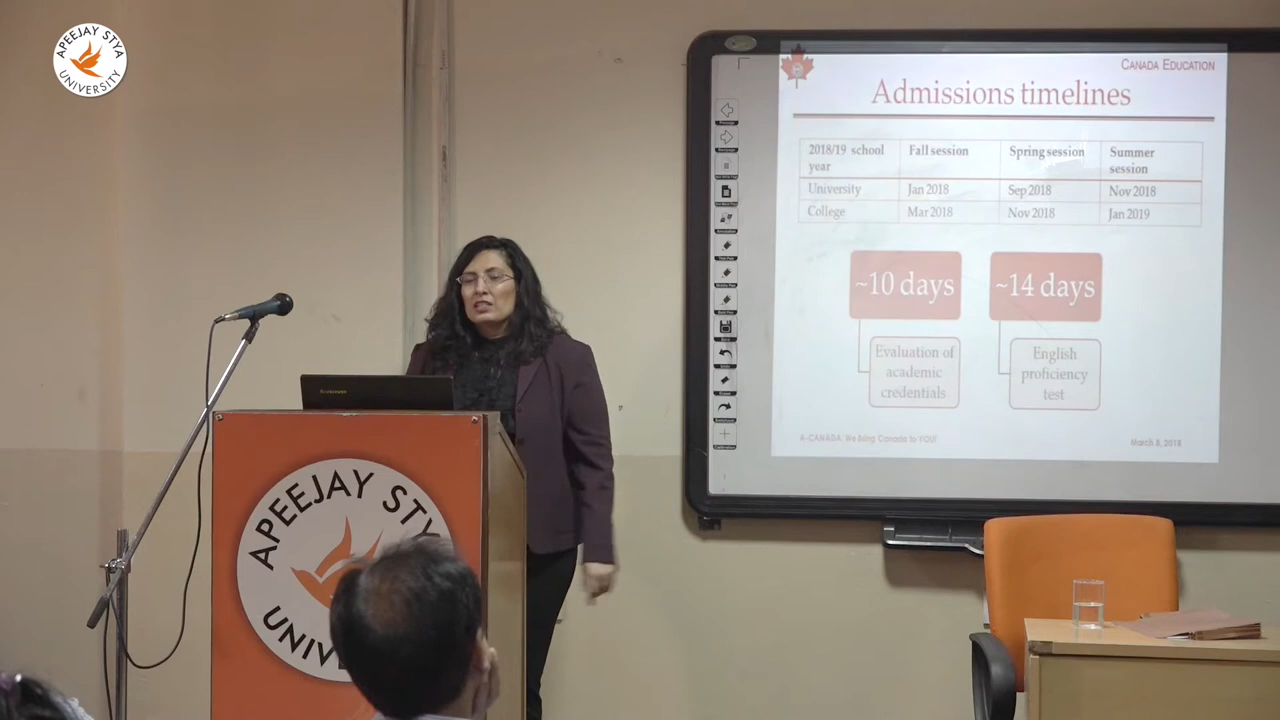 APEEJAY STYA
UNIVERSITY
CANADA EDUCATION
Admissions timelines
2018/19 school year Fall session Spring session Summer session
University Jan 2018 Sep 2018 Nov 2018
College Mar 2018 Nov 2018 Jan 2019
~10 days
~14 days
Evaluation of
academic
credentials
English
proficiency
test
A-CANADA: We Bring Canada to YOU!
March 8, 2018
APEEJAY STY
UNIVE